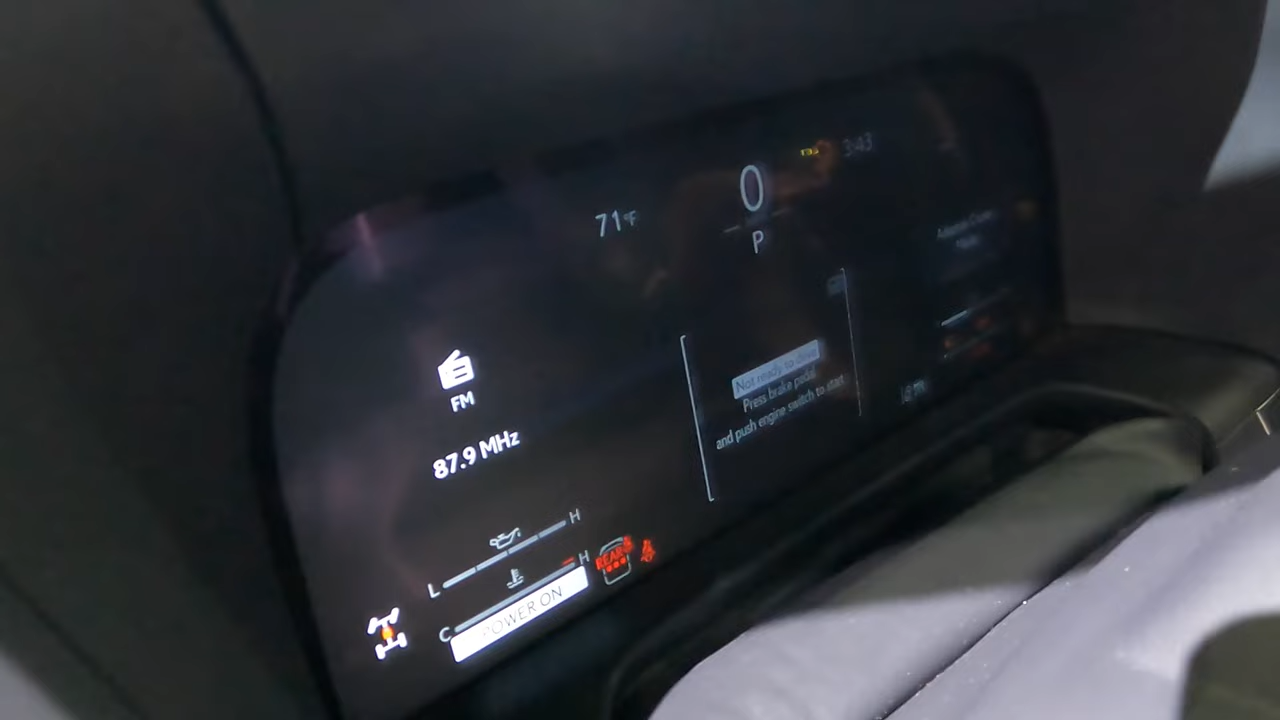 71°F
0
P
3:43
FM
87.9 MHz
Not ready to drive
Press brake pedal
and push engine switch to start
L
H
C
H
REAR
POWER ON